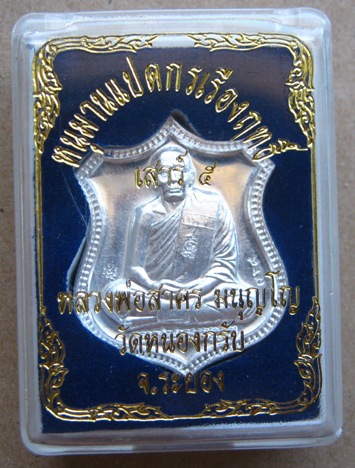 หนุมานแปดกรเรืองฤทธิ์
เสาร์ ๕
หลวงพ่อสาคร มนุญโญ
วัดหนองกรับ
จ.ระยอง